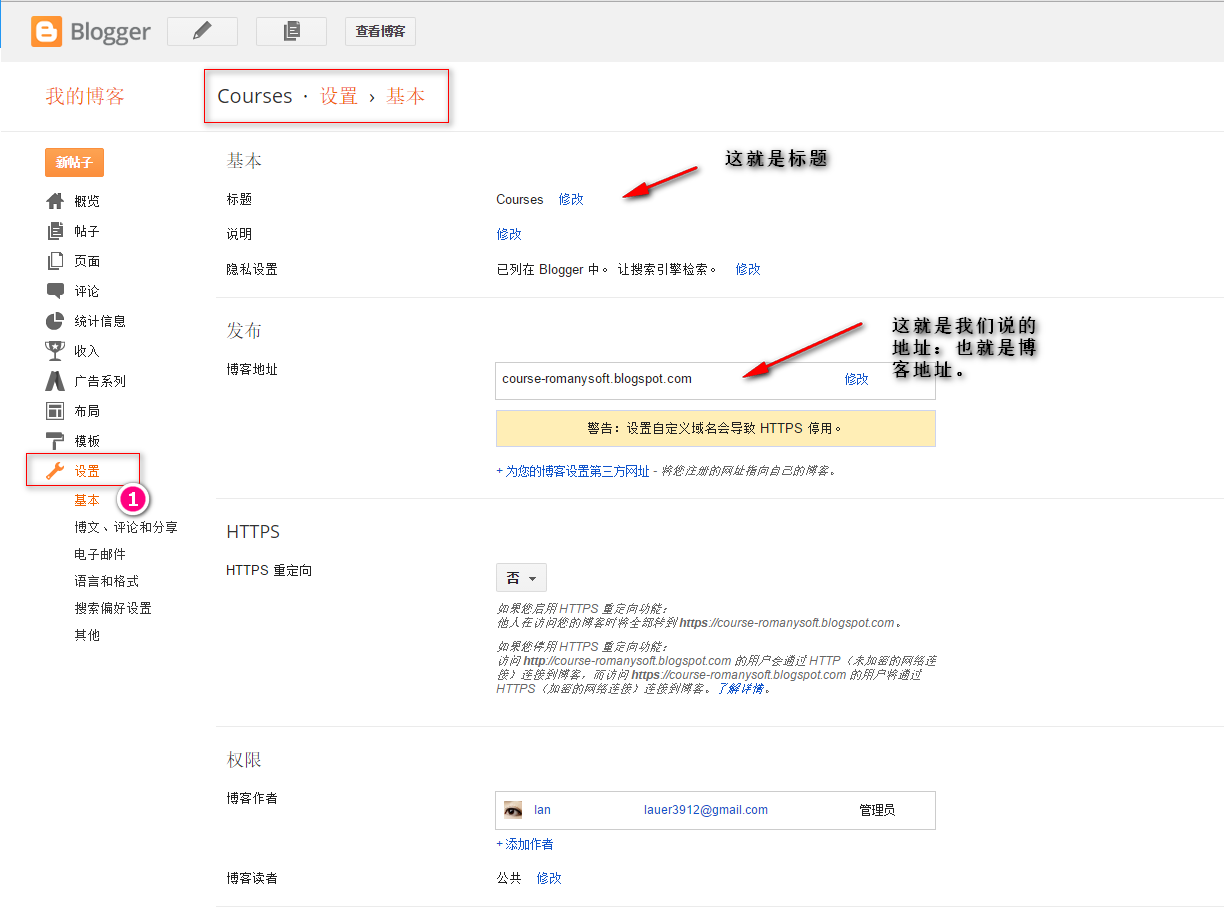 Blogger
查看博客
我的博客
Courses · 设置 › 基本
新帖子
概览
帖子
页面
评论
统计信息
收入
广告系列
布局
模板
设置
基本
1
博文、评论和分享
电子邮件
语言和格式
搜索偏好设置
其他
基本
这就是标题
标题
Courses 修改
说明
修改
隐私设置
已列在 Blogger 中。 让搜索引擎检索。 修改
发布
这就是我们说的
地址：也就是博
客地址。
博客地址
course-romanysoft.blogspot.com 修改
警告：设置自定义域名会导致 HTTPS 停用。
+ 为您的博客设置第三方网址 - 将您注册的网址指向自己的博客。
HTTPS
HTTPS 重定向
否
如果您启用 HTTPS 重定向功能：
他人在访问您的博客时将全部转到 https://course-romanysoft.blogspot.com 。
如果您停用 HTTPS 重定向功能：
访问 http://course-romanysoft.blogspot.com 的用户会通过 HTTP（未加密的网络连
接）连接到博客，而访问 https://course-romanysoft.blogspot.com 的用户将通过
HTTPS（加密的网络连接）连接到博客。了解详情。
权限
博客作者
Ian lauer3912@gmail.com 管理员
+ 添加作者
博客读者
公共 修改